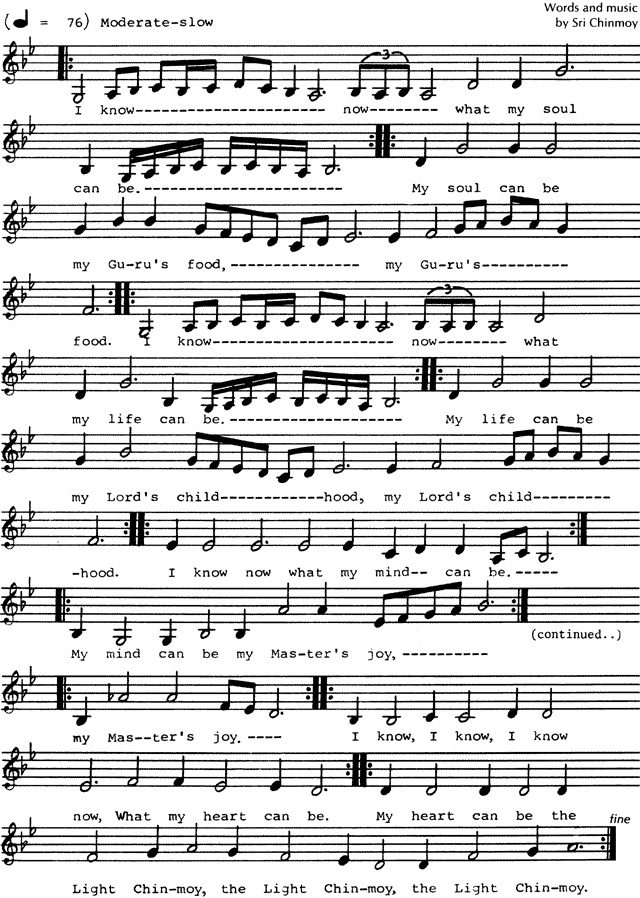 (♩ = 76) Moderate-slow
Words and music
by Sri Chinmoy
3
I know------------------- now------- what my soul
can be.-------------------- My soul can be
my Gu-ru's food,------------- my Gu-ru's---------
3
food. I know------------------- now------- what
my life can be.------------------ My life can be
my Lord's child-----------hood, my Lord's child---------
-hood. I know now what my mind-- can be.-----
(continued..)
My mind can be my Mas-ter's joy,----------
my Mas--ter's joy.---- I know, I know, I know
now, What my heart can be. My heart can be the
fine
Light Chin-moy, the Light Chin-moy, the Light Chin-moy.